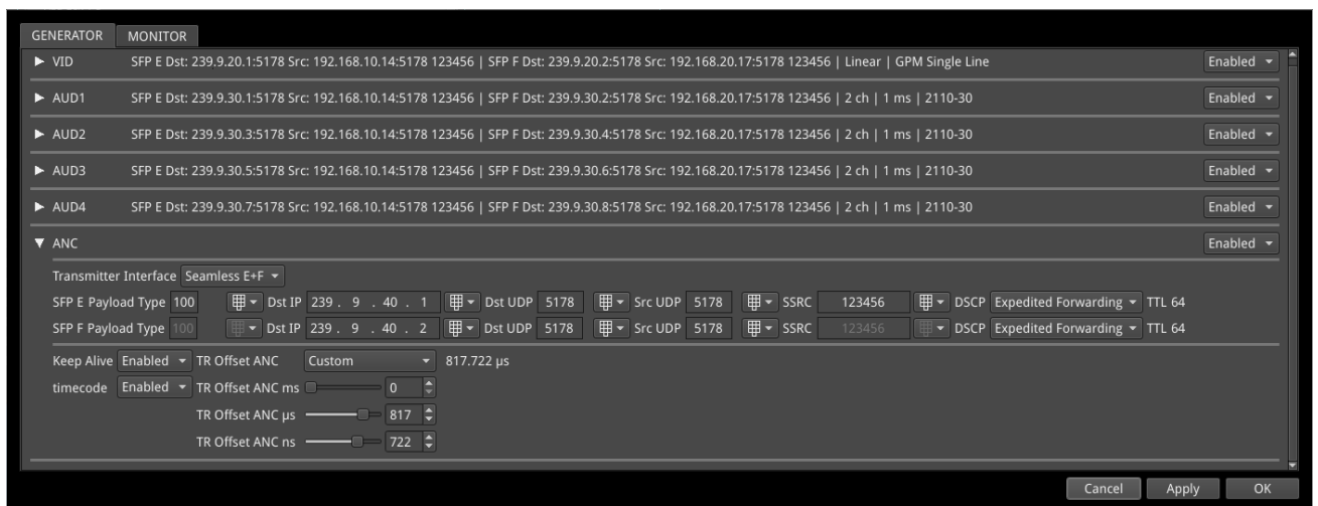 GENERATOR MONITOR
VID SFP E Dst: 239.9.20.1:5178 Src: 192.168.10.14:5178 123456 | SFP F Dst: 239.9.20.2:5178 Src: 192.168.20.17:5178 123456 | Linear | GPM Single Line Enabled
AUD1 SFP E Dst: 239.9.30.1:5178 Src: 192.168.10.14:5178 123456 | SFP F Dst: 239.9.30.2:5178 Src: 192.168.20.17:5178 123456 | 2 ch | 1 ms | 2110-30 Enabled
AUD2 SFP E Dst: 239.9.30.3:5178 Src: 192.168.10.14:5178 123456 | SFP F Dst: 239.9.30.4:5178 Src: 192.168.20.17:5178 123456 | 2 ch | 1 ms | 2110-30 Enabled
AUD3 SFP E Dst: 239.9.30.5:5178 Src: 192.168.10.14:5178 123456 | SFP F Dst: 239.9.30.6:5178 Src: 192.168.20.17:5178 123456 | 2 ch | 1 ms | 2110-30 Enabled
AUD4 SFP E Dst: 239.9.30.7:5178 Src: 192.168.10.14:5178 123456 | SFP F Dst: 239.9.30.8:5178 Src: 192.168.20.17:5178 123456 | 2 ch | 1 ms | 2110-30 Enabled
ANC Enabled
Transmitter Interface Seamless E+F
SFP E Payload Type 100 Dst IP 239 . 9 . 40 . 1 Dst UDP 5178 Src UDP 5178 SSRC 123456 DSCP Expedited Forwarding TTL 64
SFP F Payload Type 100 Dst IP 239 . 9 . 40 . 2 Dst UDP 5178 Src UDP 5178 SSRC 123456 DSCP Expedited Forwarding TTL 64
Keep Alive Enabled TR Offset ANC Custom 817.722 µs
timecode Enabled TR Offset ANC ms 0
TR Offset ANC µs 817
TR Offset ANC ns 722
Cancel Apply OK